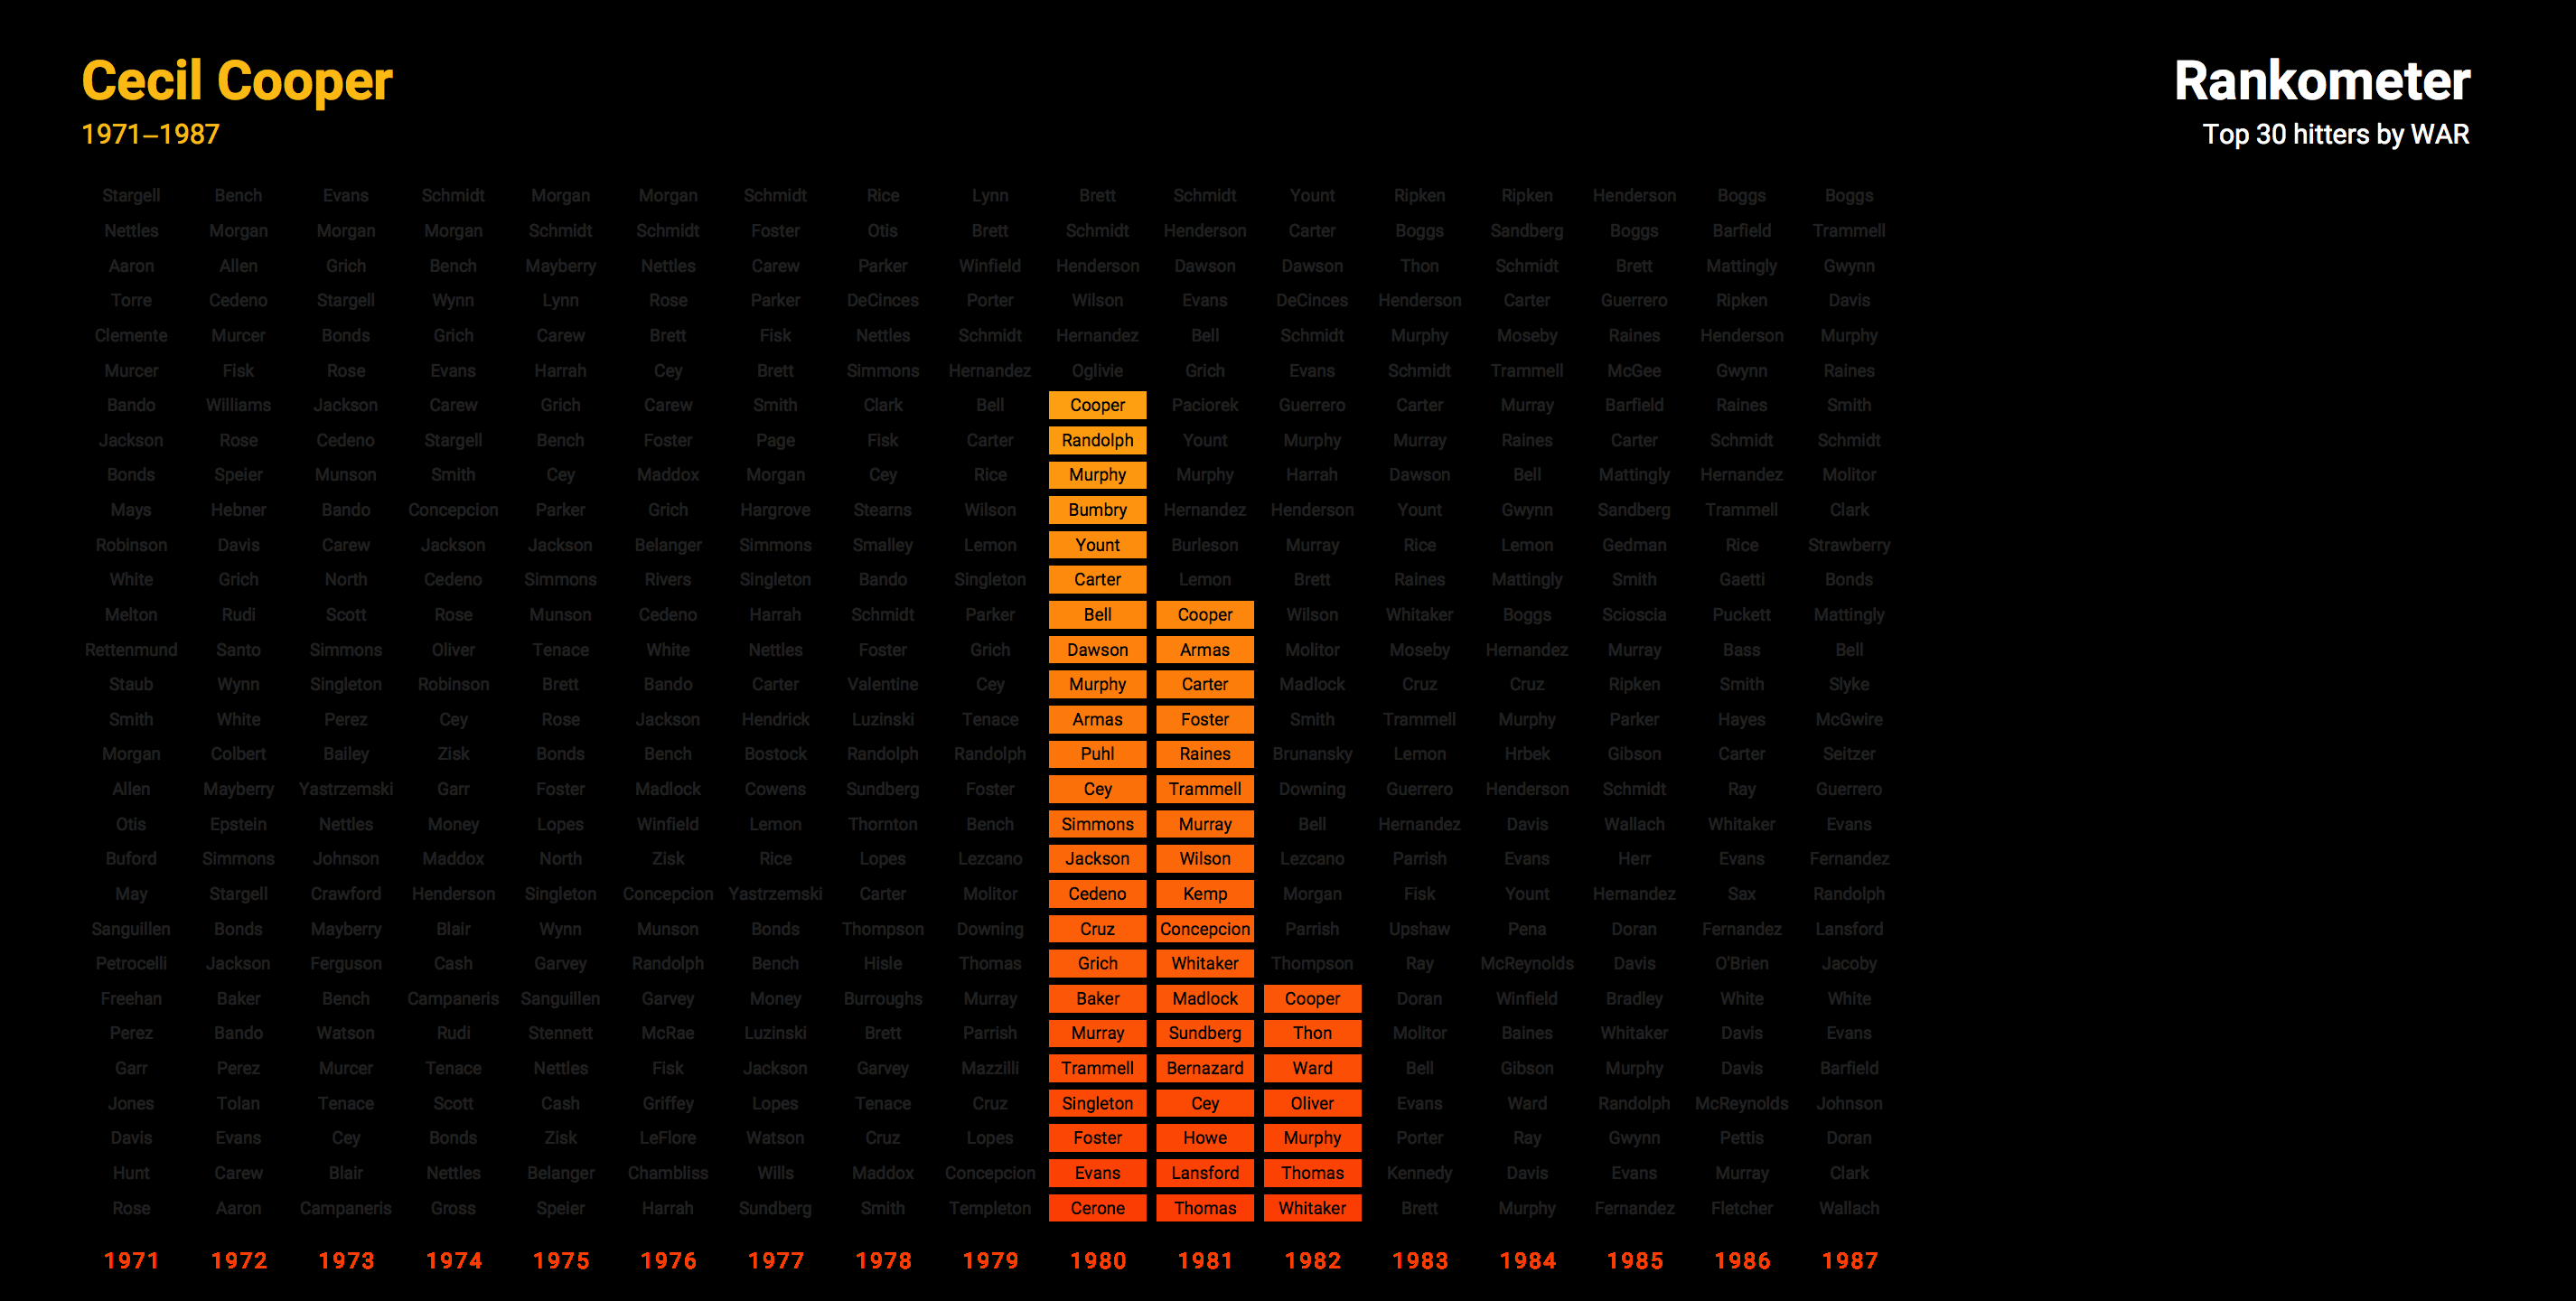 Cecil Cooper
1971–1987
Rankometer
Top 30 hitters by WAR
Stargell Bench Evans Schmidt Morgan Morgan Schmidt Rice Lynn Brett Schmidt Yount Ripken Ripken Henderson Boggs Boggs
Nettles Morgan Morgan Morgan Schmidt Schmidt Foster Otis Brett Schmidt Henderson Carter Boggs Sandberg Boggs Barfield Trammell
Aaron Allen Grich Bench Mayberry Nettles Carew Parker Winfield Henderson Dawson Dawson Thon Schmidt Brett Mattingly Gwynn
Torre Cedeno Stargell Wynn Lynn Rose Parker DeCinces Porter Wilson Evans DeCinces Henderson Carter Guerrero Ripken Davis
Clemente Murcer Bonds Grich Carew Brett Fisk Nettles Schmidt Hernandez Bell Schmidt Murphy Moseby Raines Henderson Murphy
Murcer Fisk Rose Evans Harrah Cey Brett Simmons Hernandez Oglivie Grich Evans Schmidt Trammell McGee Gwynn Raines
Bando Williams Jackson Carew Grich Carew Smith Clark Bell Cooper Paciorek Guerrero Carter Murray Barfield Raines Smith
Jackson Rose Cedeno Stargell Bench Foster Page Fisk Carter Randolph Yount Murphy Murray Raines Carter Schmidt Schmidt
Bonds Speier Munson Smith Cey Maddox Morgan Cey Rice Murphy Murphy Harrah Dawson Bell Mattingly Hernandez Molitor
Mays Hebner Bando Concepcion Parker Grich Hargrove Stearns Wilson Bumbry Hernandez Henderson Yount Gwynn Sandberg Trammell Clark
Robinson Davis Carew Jackson Jackson Belanger Simmons Smalley Lemon Yount Burleson Murray Rice Lemon Gedman Rice Strawberry
White Grich North Cedeno Simmons Rivers Singleton Bando Singleton Carter Lemon Brett Raines Mattingly Smith Gaetti Bonds
Melton Rudi Scott Rose Munson Cedeno Harrah Schmidt Parker Bell Cooper Wilson Whitaker Boggs Scioscia Puckett Mattingly
Rettenmund Santo Simmons Oliver Tenace White Nettles Foster Grich Dawson Armas Molitor Moseby Hernandez Murray Bass Bell
Staub Wynn Singleton Robinson Brett Bando Carter Valentine Cey Murphy Carter Madlock Cruz Cruz Ripken Smith Slyke
Smith White Perez Cey Rose Jackson Hendrick Luzinski Tenace Armas Foster Smith Trammell Murphy Parker Hayes McGwire
Morgan Colbert Bailey Zisk Bonds Bench Bostock Randolph Randolph Puhl Raines Brunansky Lemon Hrbek Gibson Carter Seitzer
Allen Mayberry Yastrzemski Garr Foster Madlock Cowens Sundberg Foster Cey Trammell Downing Guerrero Henderson Schmidt Ray Guerrero
Otis Epstein Nettles Money Lopes Winfield Lemon Thornton Bench Simmons Murray Bell Hernandez Davis Wallach Whitaker Evans
Buford Simmons Johnson Maddox North Zisk Rice Lopes Lezcano Jackson Wilson Lezcano Parrish Evans Herr Evans Fernandez
May Stargell Crawford Henderson Singleton Concepcion Yastrzemski Carter Molitor Cedeno Kemp Morgan Fisk Yount Hernandez Sax Randolph
Sanguillen Bonds Mayberry Blair Wynn Munson Bonds Thompson Downing Cruz Concepcion Parrish Upshaw Pena Doran Fernandez Lansford
Petrocelli Jackson Ferguson Cash Garvey Randolph Bench Hisle Thomas Grich Whitaker Thompson Ray McReynolds Davis O'Brien Jacoby
Freehan Baker Bench Campaneris Sanguillen Garvey Money Burroughs Murray Baker Madlock Cooper Doran Winfield Bradley White White
Perez Bando Watson Rudi Stennett McRae Luzinski Brett Parrish Murray Sundberg Thon Molitor Baines Whitaker Davis Evans
Garr Perez Murcer Tenace Nettles Fisk Jackson Garvey Mazzilli Trammell Bernazard Ward Bell Gibson Murphy Davis Barfield
Jones Tolan Tenace Scott Cash Griffey Lopes Tenace Cruz Singleton Cey Oliver Evans Ward Randolph McReynolds Johnson
Davis Evans Cey Bonds Zisk LeFlore Watson Cruz Lopes Foster Howe Murphy Porter Ray Gwynn Pettis Doran
Hunt Carew Blair Nettles Belanger Chambliss Wills Maddox Concepcion Evans Lansford Thomas Kennedy Davis Evans Murray Clark
Rose Aaron Campaneris Gross Speier Harrah Sundberg Smith Templeton Cerone Thomas Whitaker Brett Murphy Fernandez Fletcher Wallach
1971 1972 1973 1974 1975 1976 1977 1978 1979 1980 1981 1982 1983 1984 1985 1986 1987